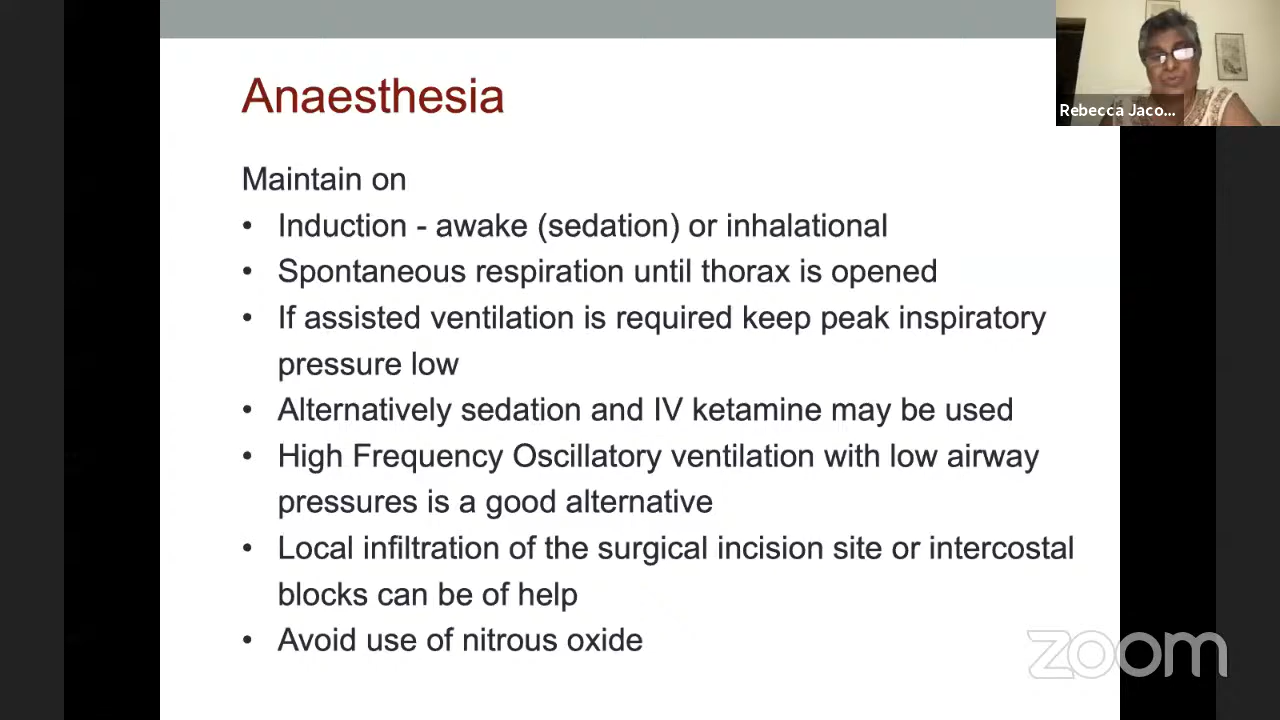 Anaesthesia
Rebecca Jaco...
Maintain on
• Induction - awake (sedation) or inhalational
• Spontaneous respiration until thorax is opened
• If assisted ventilation is required keep peak inspiratory
pressure low
• Alternatively sedation and IV ketamine may be used
• High Frequency Oscillatory ventilation with low airway
pressures is a good alternative
• Local infiltration of the surgical incision site or intercostal
blocks can be of help
• Avoid use of nitrous oxide
zoom